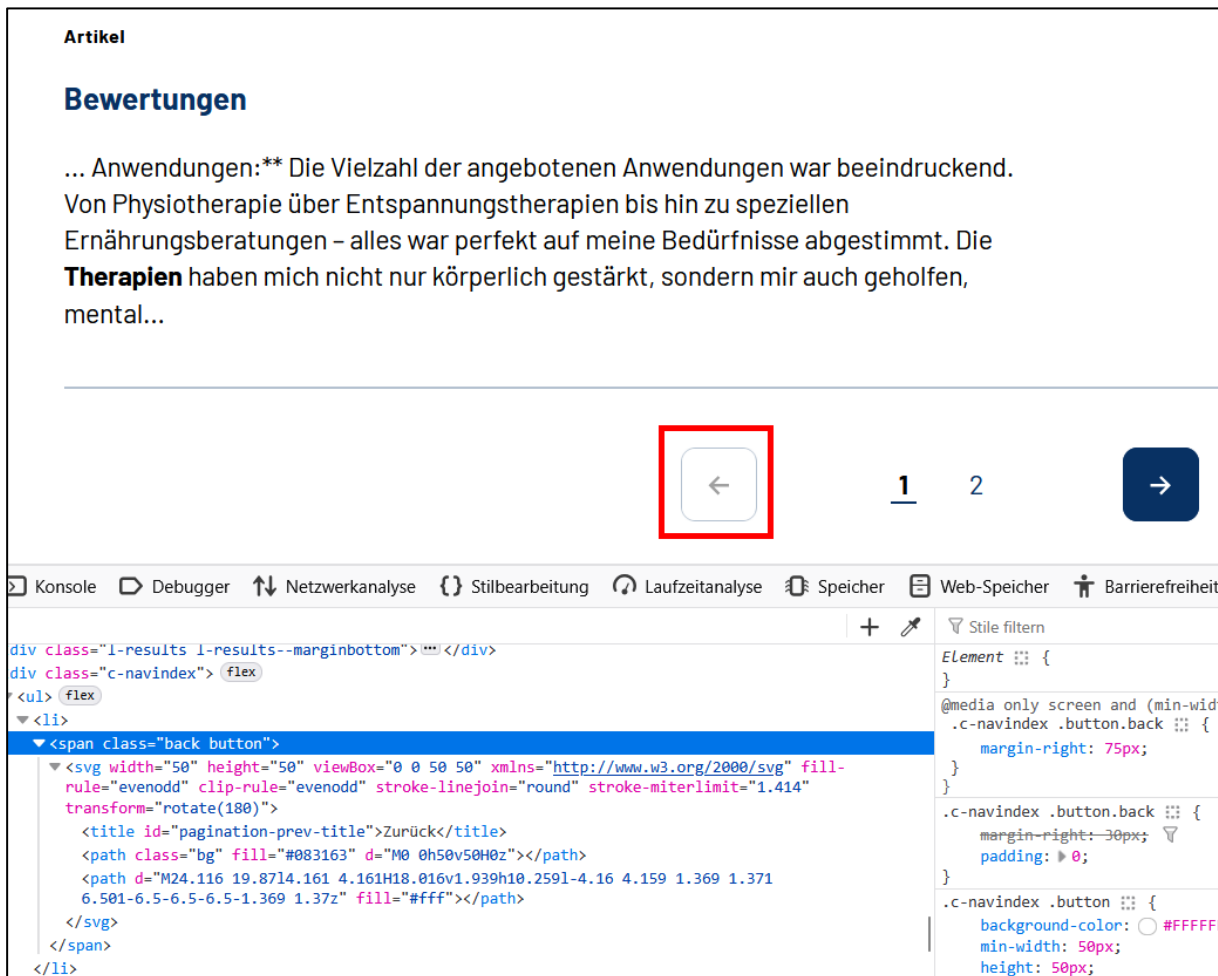 Artikel
Bewertungen
... Anwendungen:** Die Vielzahl der angebotenen Anwendungen war beeindruckend.
Von Physiotherapie über Entspannungstherapien bis hin zu speziellen
Ernährungsberatungen – alles war perfekt auf meine Bedürfnisse abgestimmt. Die
Therapien haben mich nicht nur körperlich gestärkt, sondern mir auch geholfen,
mental...
1 2
Konsole Debugger Netzwerkanalyse Stilbearbeitung Laufzeitanalyse Speicher Web-Speicher Barrierefreiheit
Stile filtern
div class="l-results l-results--marginbottom"> ... </div>
div class="c-navindex"> flex
<ul> flex
<li>
<span class="back button">
<svg width="50" height="50" viewBox="0 0 50 50" xmlns="http://www.w3.org/2000/svg" fill-
rule="evenodd" clip-rule="evenodd" stroke-linejoin="round" stroke-miterlimit="1.414"
transform="rotate(180)">
<title id="pagination-prev-title">Zurück</title>
<path class="bg" fill="#083163" d="M0 0h50v50H0z"></path>
<path d="M24.116 19.87l4.161 4.161H18.016v1.939h10.259l-4.16 4.159 1.369 1.371
6.501-6.5-6.5-6.5-1.369 1.37z" fill="#fff"></path>
</svg>
</span>
</li>
Element {
}
@media only screen and (min-wid
.c-navindex .button.back {
margin-right: 75px;
}
}
.c-navindex .button.back {
margin-right: 30px;
padding: 0;
}
.c-navindex .button {
background-color: #FFFFF
min-width: 50px;
height: 50px;